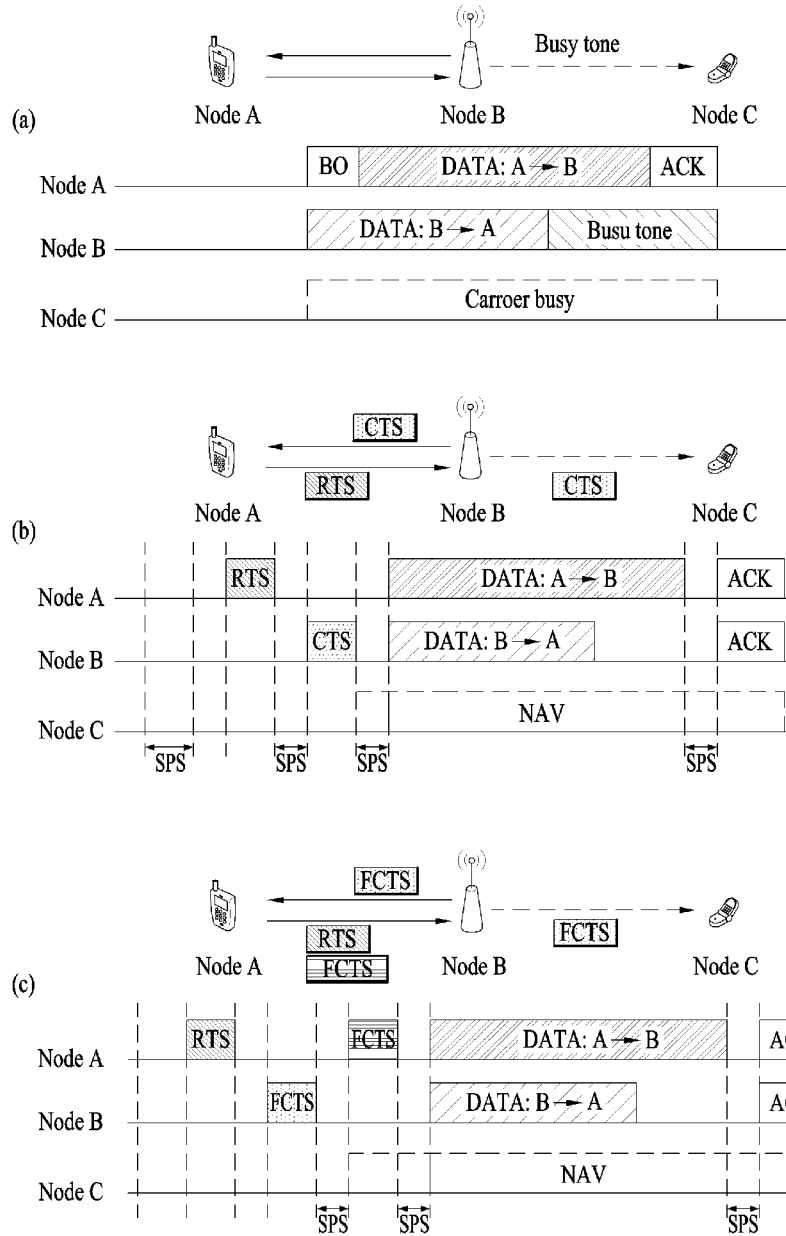 Busy tone
Node A
Node B
Node C
(a)
BO
DATA: A → B
ACK
Node A
DATA: B → A
Busu tone
Node B
Carroer busy
Node C
CTS
RTS
CTS
Node A
Node B
Node C
(b)
RTS
DATA: A → B
ACK
Node A
CTS
DATA: B → A
ACK
Node B
NAV
Node C
SPS
SPS
SPS
SPS
FCTS
RTS
FCTS
FCTS
Node A
Node B
Node C
(c)
RTS
FCTS
DATA: A → B
Node A
FCTS
DATA: B → A
Node B
NAV
Node C
SPS
SPS
SPS